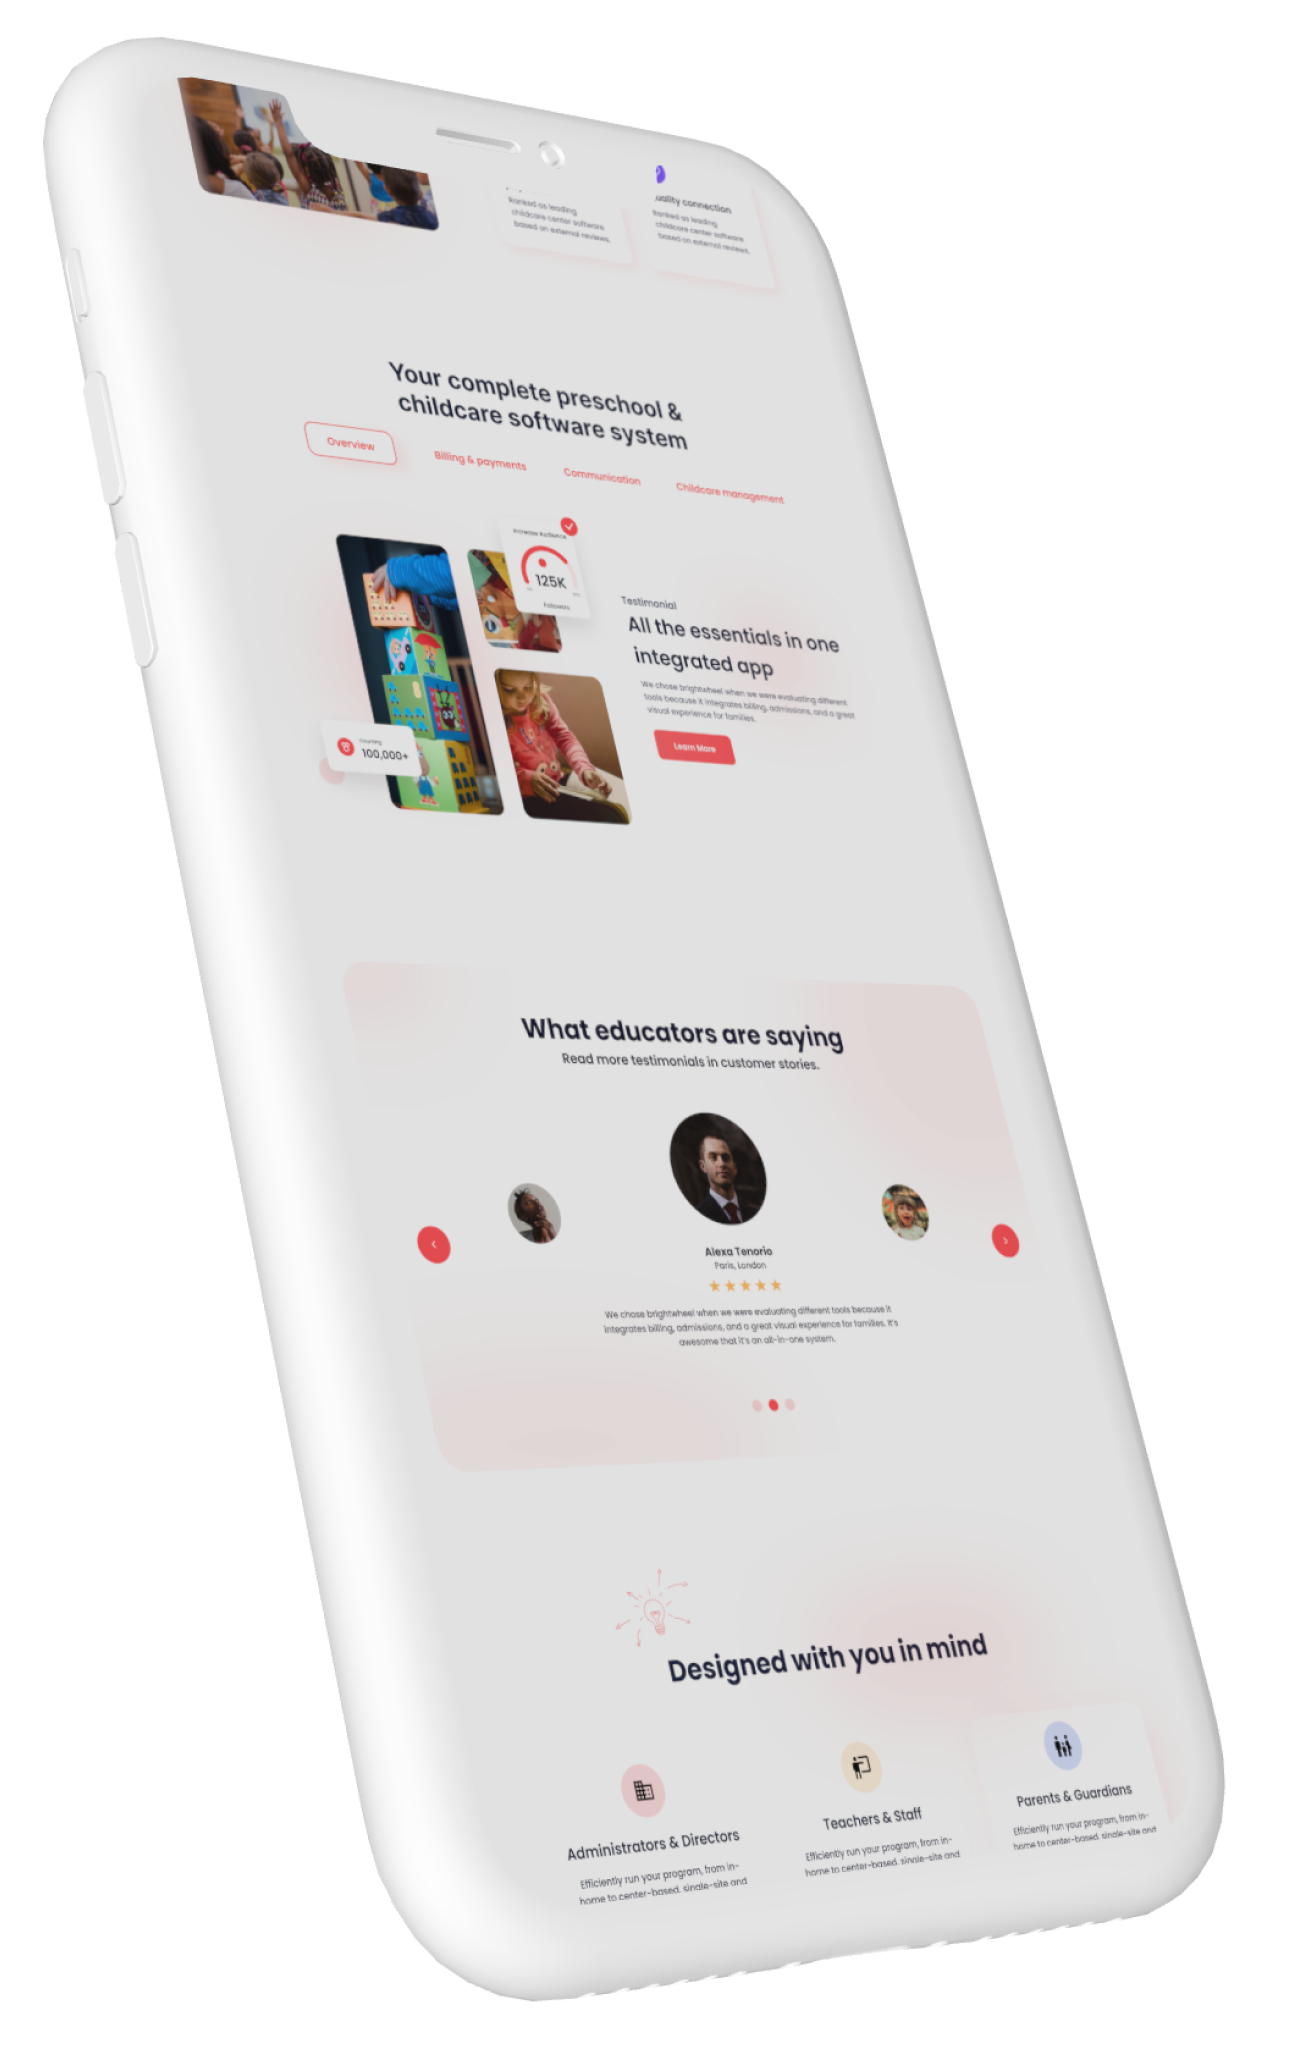 Ranked as leading
childcare center software
based on external reviews.
uality connection
Ranked as leading
childcare center software
based on external reviews.
Your complete preschool &
childcare software system
Overview
Billing & payments
Communication
Childcare management
Increase Audience
125K
Followers
100,000+
Testimonial
All the essentials in one
integrated app
We chose brightwheel when we were evaluating different
tools because it integrates billing, admissions, and a great
visual experience for families.
Learn More
What educators are saying
Read more testimonials in customer stories.
Alexa Tenorio
Paris, London
We chose brightwheel when we were evaluating different tools because it
integrates billing, admissions, and a great visual experience for families. It's
awesome that it's an all-in-one system.
Designed with you in mind
Administrators & Directors
Efficiently run your program, from in-
home to center-based, single-site and
Teachers & Staff
Efficiently run your program, from in-
home to center-based, single-site and
Parents & Guardians
Efficiently run your program, from in-
home to center-based, single-site and